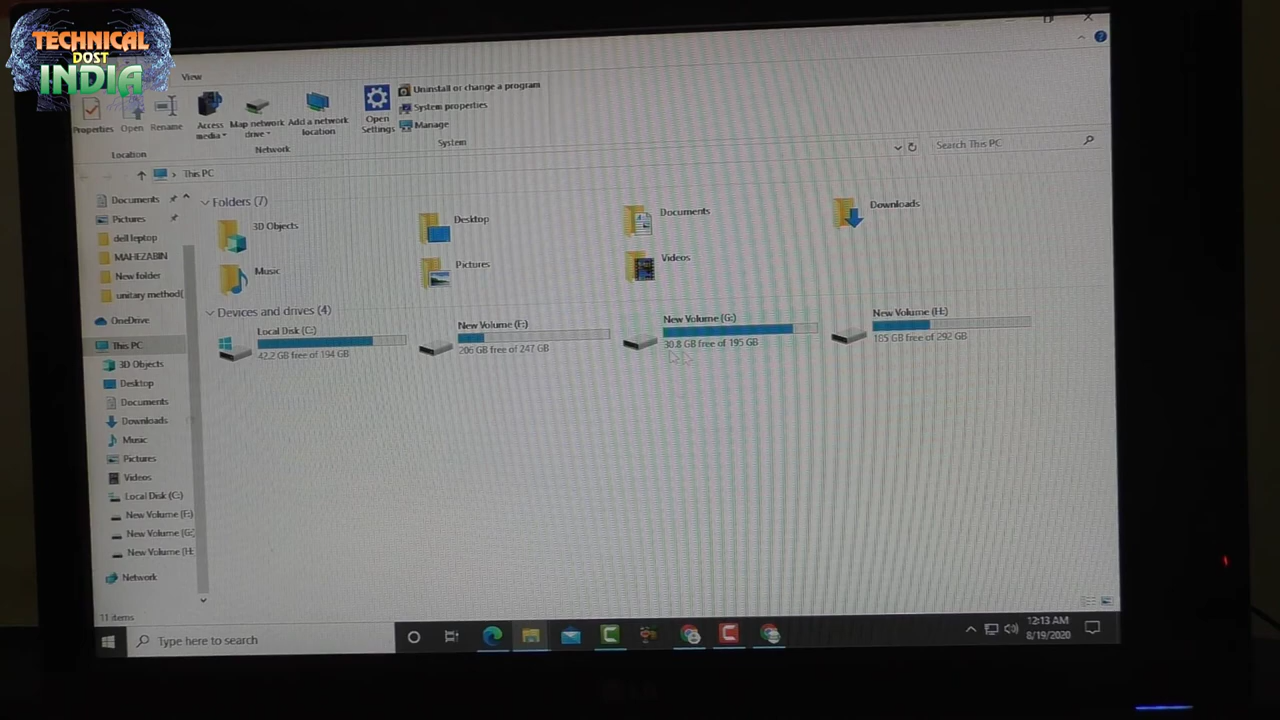 TECHNICAL
DOST
INDIA
View
Properties
Open
Rename
Access
media
Map network
drive
Add a network
location
Open
Settings
Uninstall or change a program
System properties
Manage
Location
Network
System
This PC
Search This PC
Documents
Pictures
dell leptop
MAHEZABIN
New folder
unitary method(
OneDrive
This PC
3D Objects
Desktop
Documents
Downloads
Music
Pictures
Videos
Local Disk (C:)
New Volume (F:)
New Volume (G:
New Volume (H:
Network
Folders (7)
3D Objects
Desktop
Documents
Downloads
Music
Pictures
Videos
Devices and drives (4)
Local Disk (C:)
42.2 GB free of 194 GB
New Volume (F:)
206 GB free of 247 GB
New Volume (G:)
30.8 GB free of 195 GB
New Volume (H:)
185 GB free of 292 GB
11 items
Type here to search
12:13 AM
8/19/2020